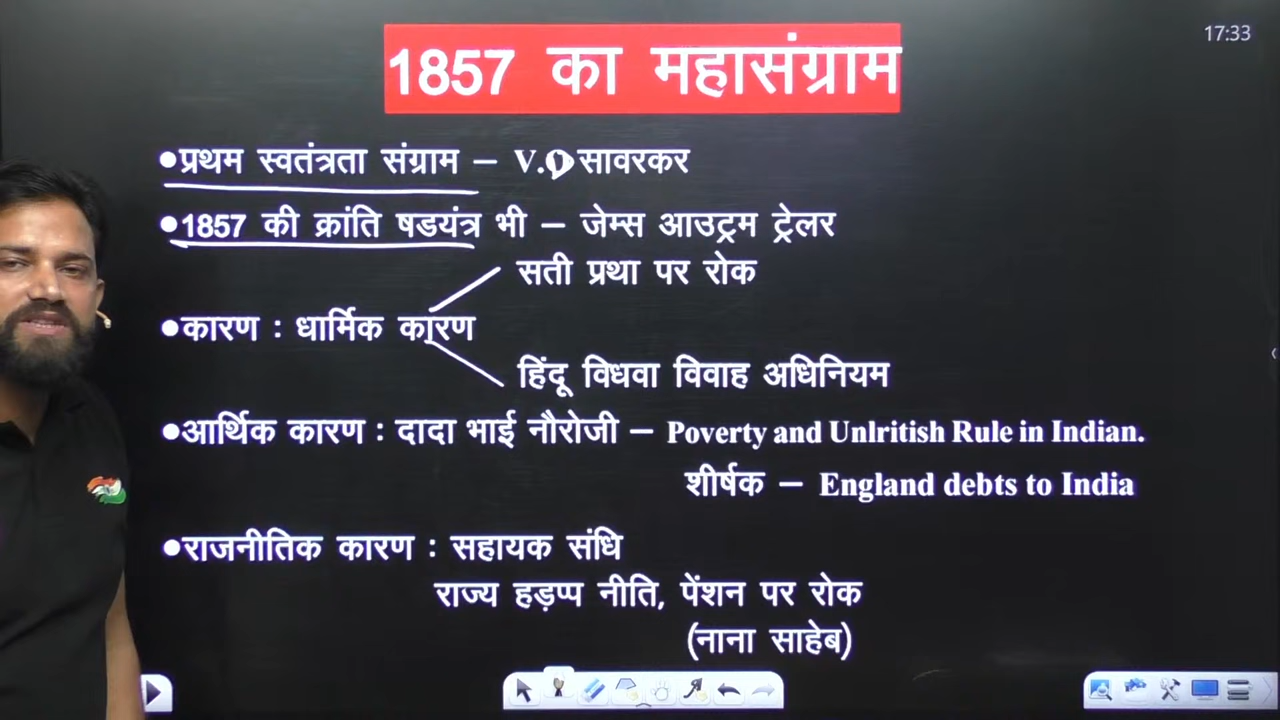 17:33
1857 का महासंग्राम
•प्रथम स्वतंत्रता संग्राम – V.D सावरकर
•1857 की क्रांति षडयंत्र भी – जेम्स आउट्रम ट्रेलर
सती प्रथा पर रोक
•कारण : धार्मिक कारण
हिंदू विधवा विवाह अधिनियम
•आर्थिक कारण : दादा भाई नौरोजी – Poverty and Unlritish Rule in Indian.
शीर्षक – England debts to India
•राजनीतिक कारण : सहायक संधि
राज्य हड़प्प नीति, पेंशन पर रोक
(नाना साहेब)